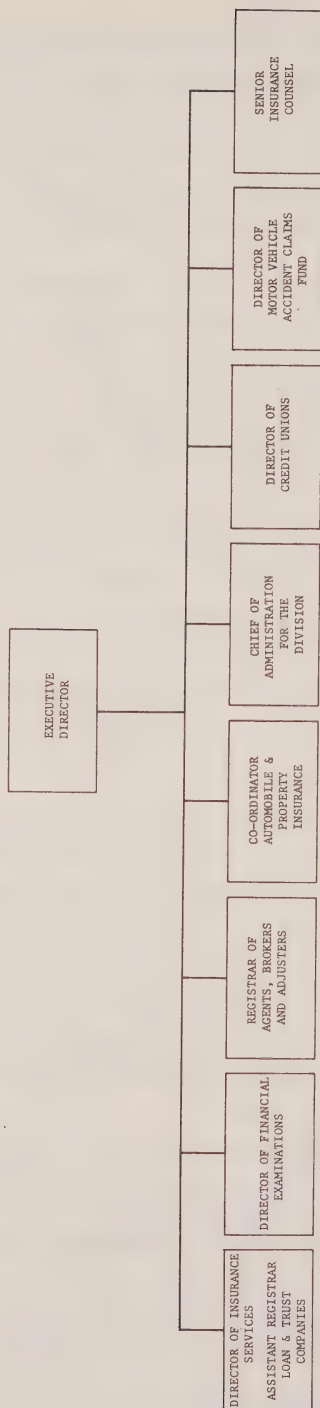 EXECUTIVE
DIRECTOR
DIRECTOR OF INSURANCE
SERVICES
ASSISTANT REGISTRAR
LOAN & TRUST
COMPANIES
DIRECTOR OF FINANCIAL
EXAMINATIONS
REGISTRAR OF
AGENTS, BROKERS
AND ADJUSTERS
CO-ORDINATOR
AUTOMOBILE &
PROPERTY
INSURANCE
CHIEF OF
ADMINISTRATION
FOR THE
DIVISION
DIRECTOR OF
CREDIT UNIONS
DIRECTOR OF
MOTOR VEHICLE
ACCIDENT CLAIMS
FUND
SENIOR
INSURANCE
COUNSEL